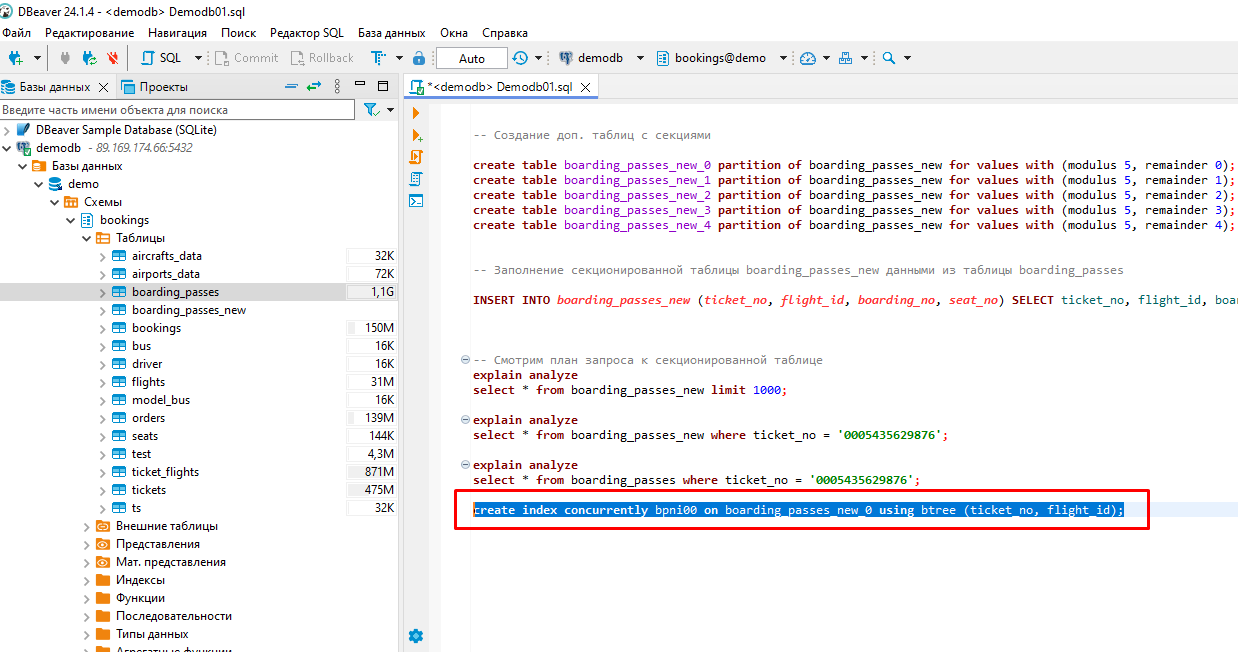 DBeaver 24.1.4 - <demodb> Demodb01.sql
Файл Редактирование Навигация Поиск Редактор SQL База данных Окна Справка
SQL Commit Rollback Auto demodb bookings@demo
Базы данных Проекты
Введите часть имени объекта для поиска
DBeaver Sample Database (SQLite)
demodb - 89.169.174.66:5432
Базы данных
demo
Схемы
bookings
Таблицы
aircrafts_data 32K
airports_data 72K
boarding_passes 1,1G
boarding_passes_new
bookings 150M
bus 16K
driver 16K
flights 31M
model_bus 16K
orders 139M
seats 144K
test 4,3M
ticket_flights 871M
tickets 475M
ts 32K
Внешние таблицы
Представления
Мат. представления
Индексы
Функции
Последовательности
Типы данных
Агрегатные функции
*<demodb> Demodb01.sql
-- Создание доп. таблиц с секциями
create table boarding_passes_new_0 partition of boarding_passes_new for values with (modulus 5, remainder 0);
create table boarding_passes_new_1 partition of boarding_passes_new for values with (modulus 5, remainder 1);
create table boarding_passes_new_2 partition of boarding_passes_new for values with (modulus 5, remainder 2);
create table boarding_passes_new_3 partition of boarding_passes_new for values with (modulus 5, remainder 3);
create table boarding_passes_new_4 partition of boarding_passes_new for values with (modulus 5, remainder 4);
-- Заполнение секционированной таблицы boarding_passes_new данными из таблицы boarding_passes
INSERT INTO boarding_passes_new (ticket_no, flight_id, boarding_no, seat_no) SELECT ticket_no, flight_id, boar
-- Смотрим план запроса к секционированной таблице
explain analyze
select * from boarding_passes_new limit 1000;
explain analyze
select * from boarding_passes_new where ticket_no = '0005435629876';
explain analyze
select * from boarding_passes where ticket_no = '0005435629876';
create index concurrently bpni00 on boarding_passes_new_0 using btree (ticket_no, flight_id);